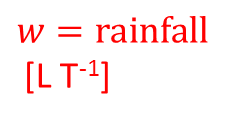 w = rainfall
[L T⁻¹]